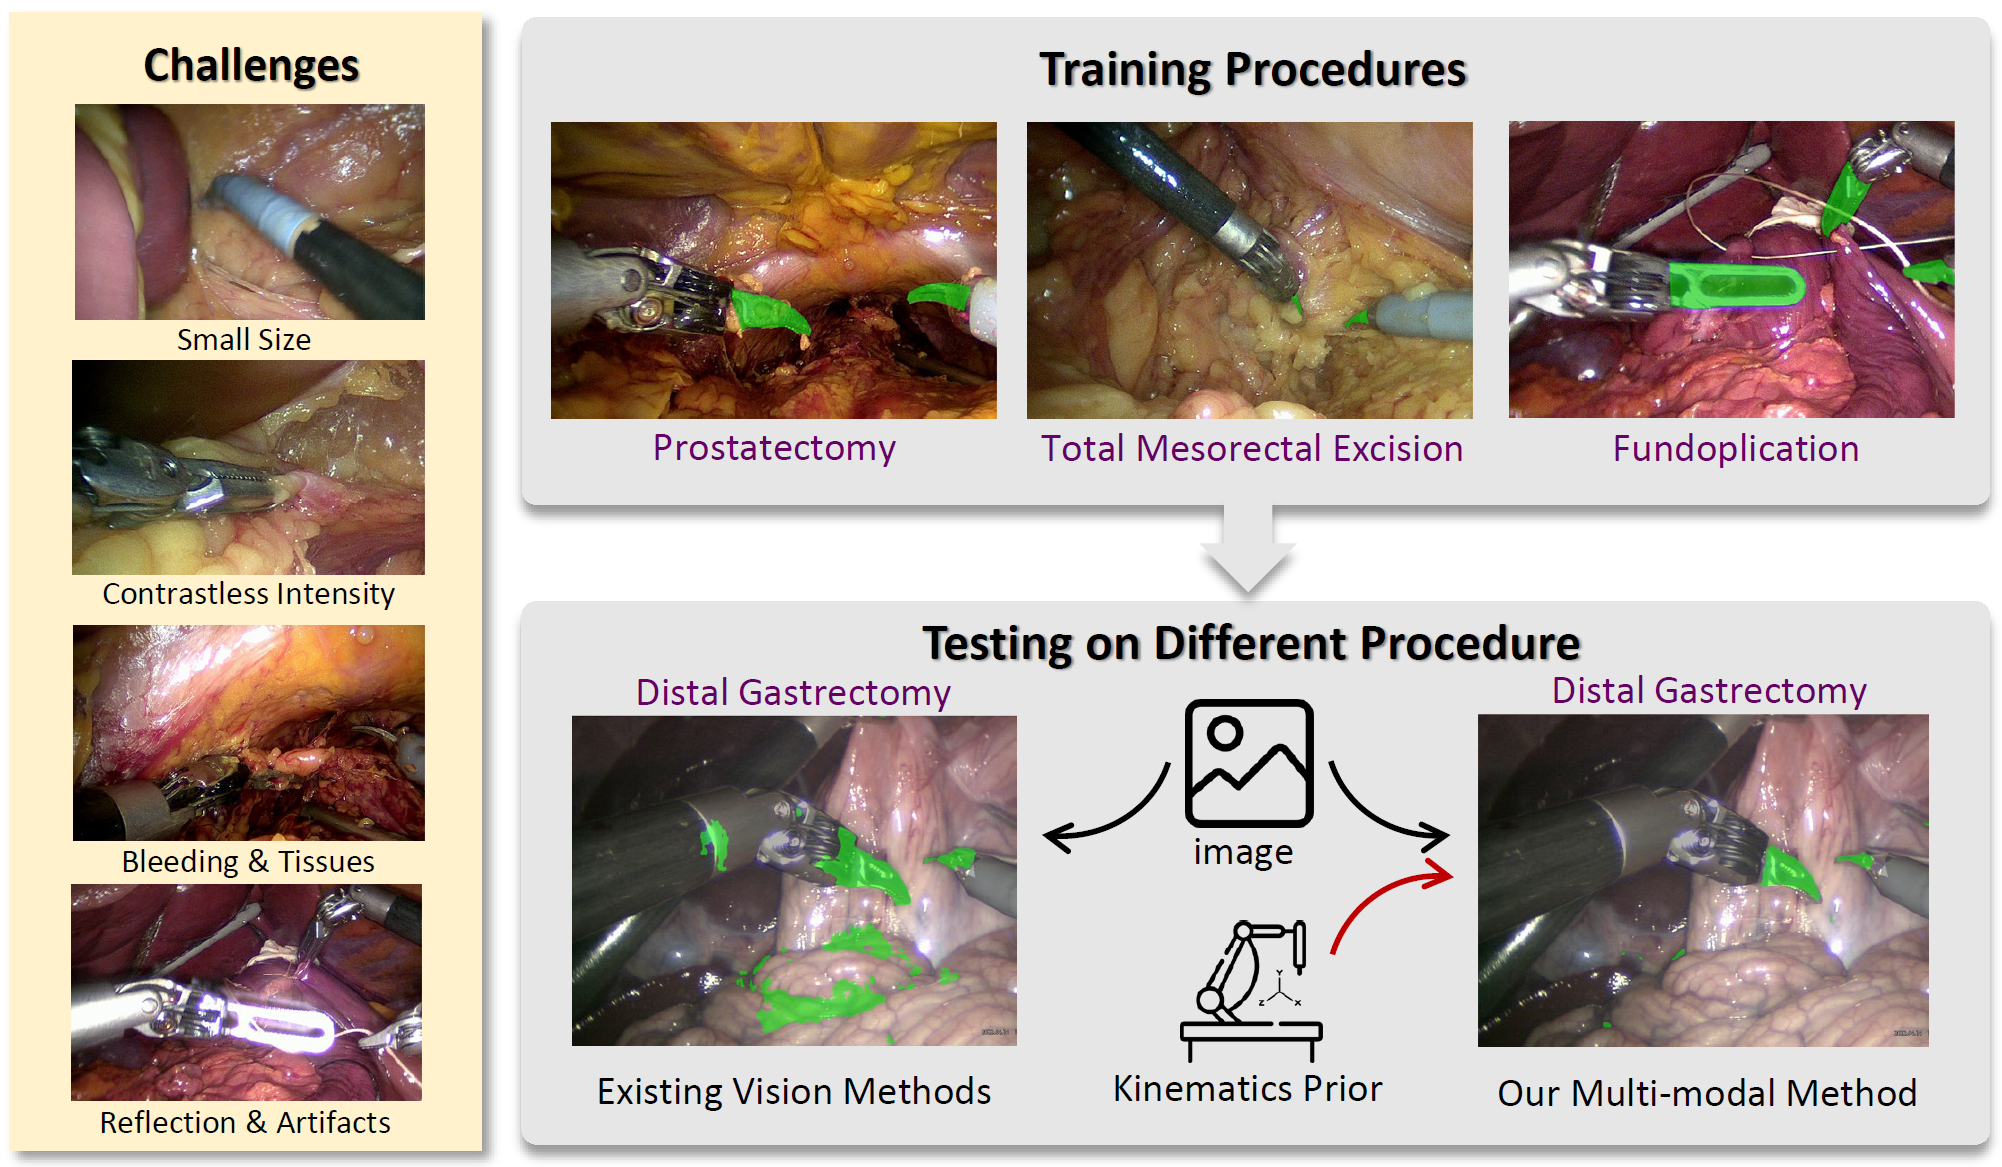 Challenges
Small Size
Contrastless Intensity
Bleeding & Tissues
Reflection & Artifacts
Training Procedures
Prostatectomy
Total Mesorectal Excision
Fundoplication
Testing on Different Procedure
Distal Gastrectomy
Distal Gastrectomy
image
Y
Z
X
Existing Vision Methods
Kinematics Prior
Our Multi-modal Method